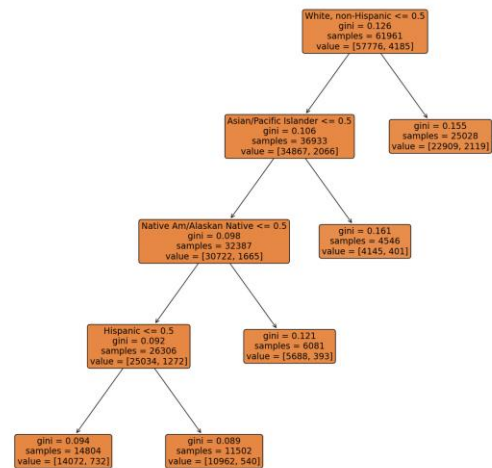 White, non-Hispanic <= 0.5
gini = 0.126
samples = 61961
value = [57776, 4185]
Asian/Pacific Islander <= 0.5
gini = 0.106
samples = 36933
value = [34867, 2066]
gini = 0.155
samples = 25028
value = [22909, 2119]
Native Am/Alaskan Native <= 0.5
gini = 0.098
samples = 32387
value = [30722, 1665]
gini = 0.161
samples = 4546
value = [4145, 401]
Hispanic <= 0.5
gini = 0.092
samples = 26306
value = [25034, 1272]
gini = 0.121
samples = 6081
value = [5688, 393]
gini = 0.094
samples = 14804
value = [14072, 732]
gini = 0.089
samples = 11502
value = [10962, 540]